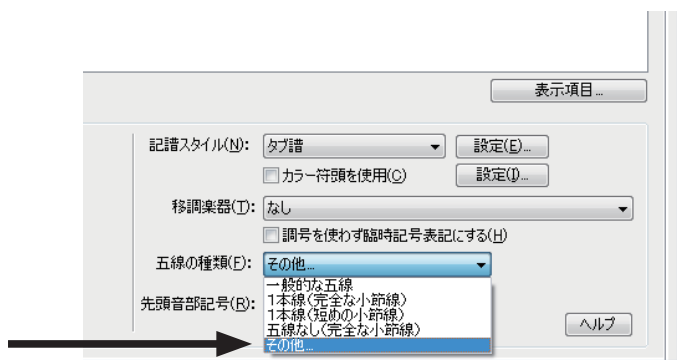 表示項目...
記譜スタイル(N): タブ譜 設定(E)...
カラー符頭を使用(C) 設定(I)...
移調楽器(T): なし
調号を使わず臨時記号表記にする(H)
五線の種類(F): その他...
一般的な五線
1本線(完全な小節線)
先頭音部記号(R): 1本線(短めの小節線)
五線なし(完全な小節線)
その他...
ヘルプ